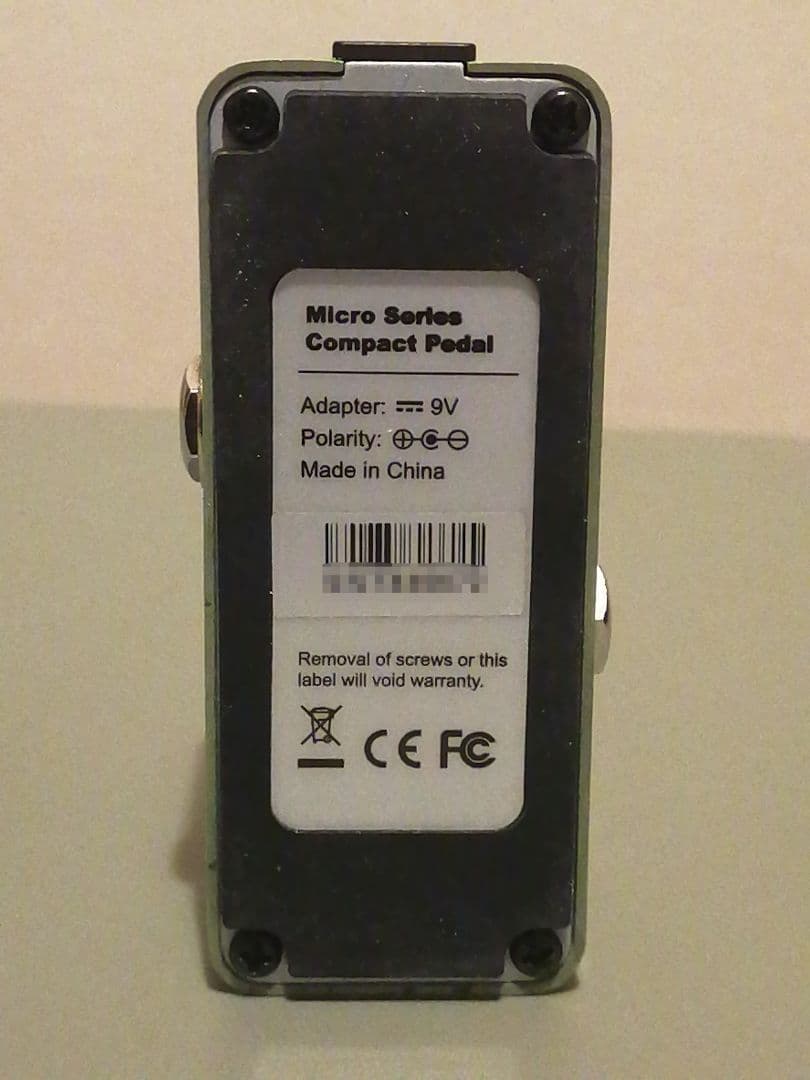 Micro Series
Compact Pedal
Adapter: 9V
Polarity:
Made in China
Removal of screws or this
label will void warranty.
CE FC